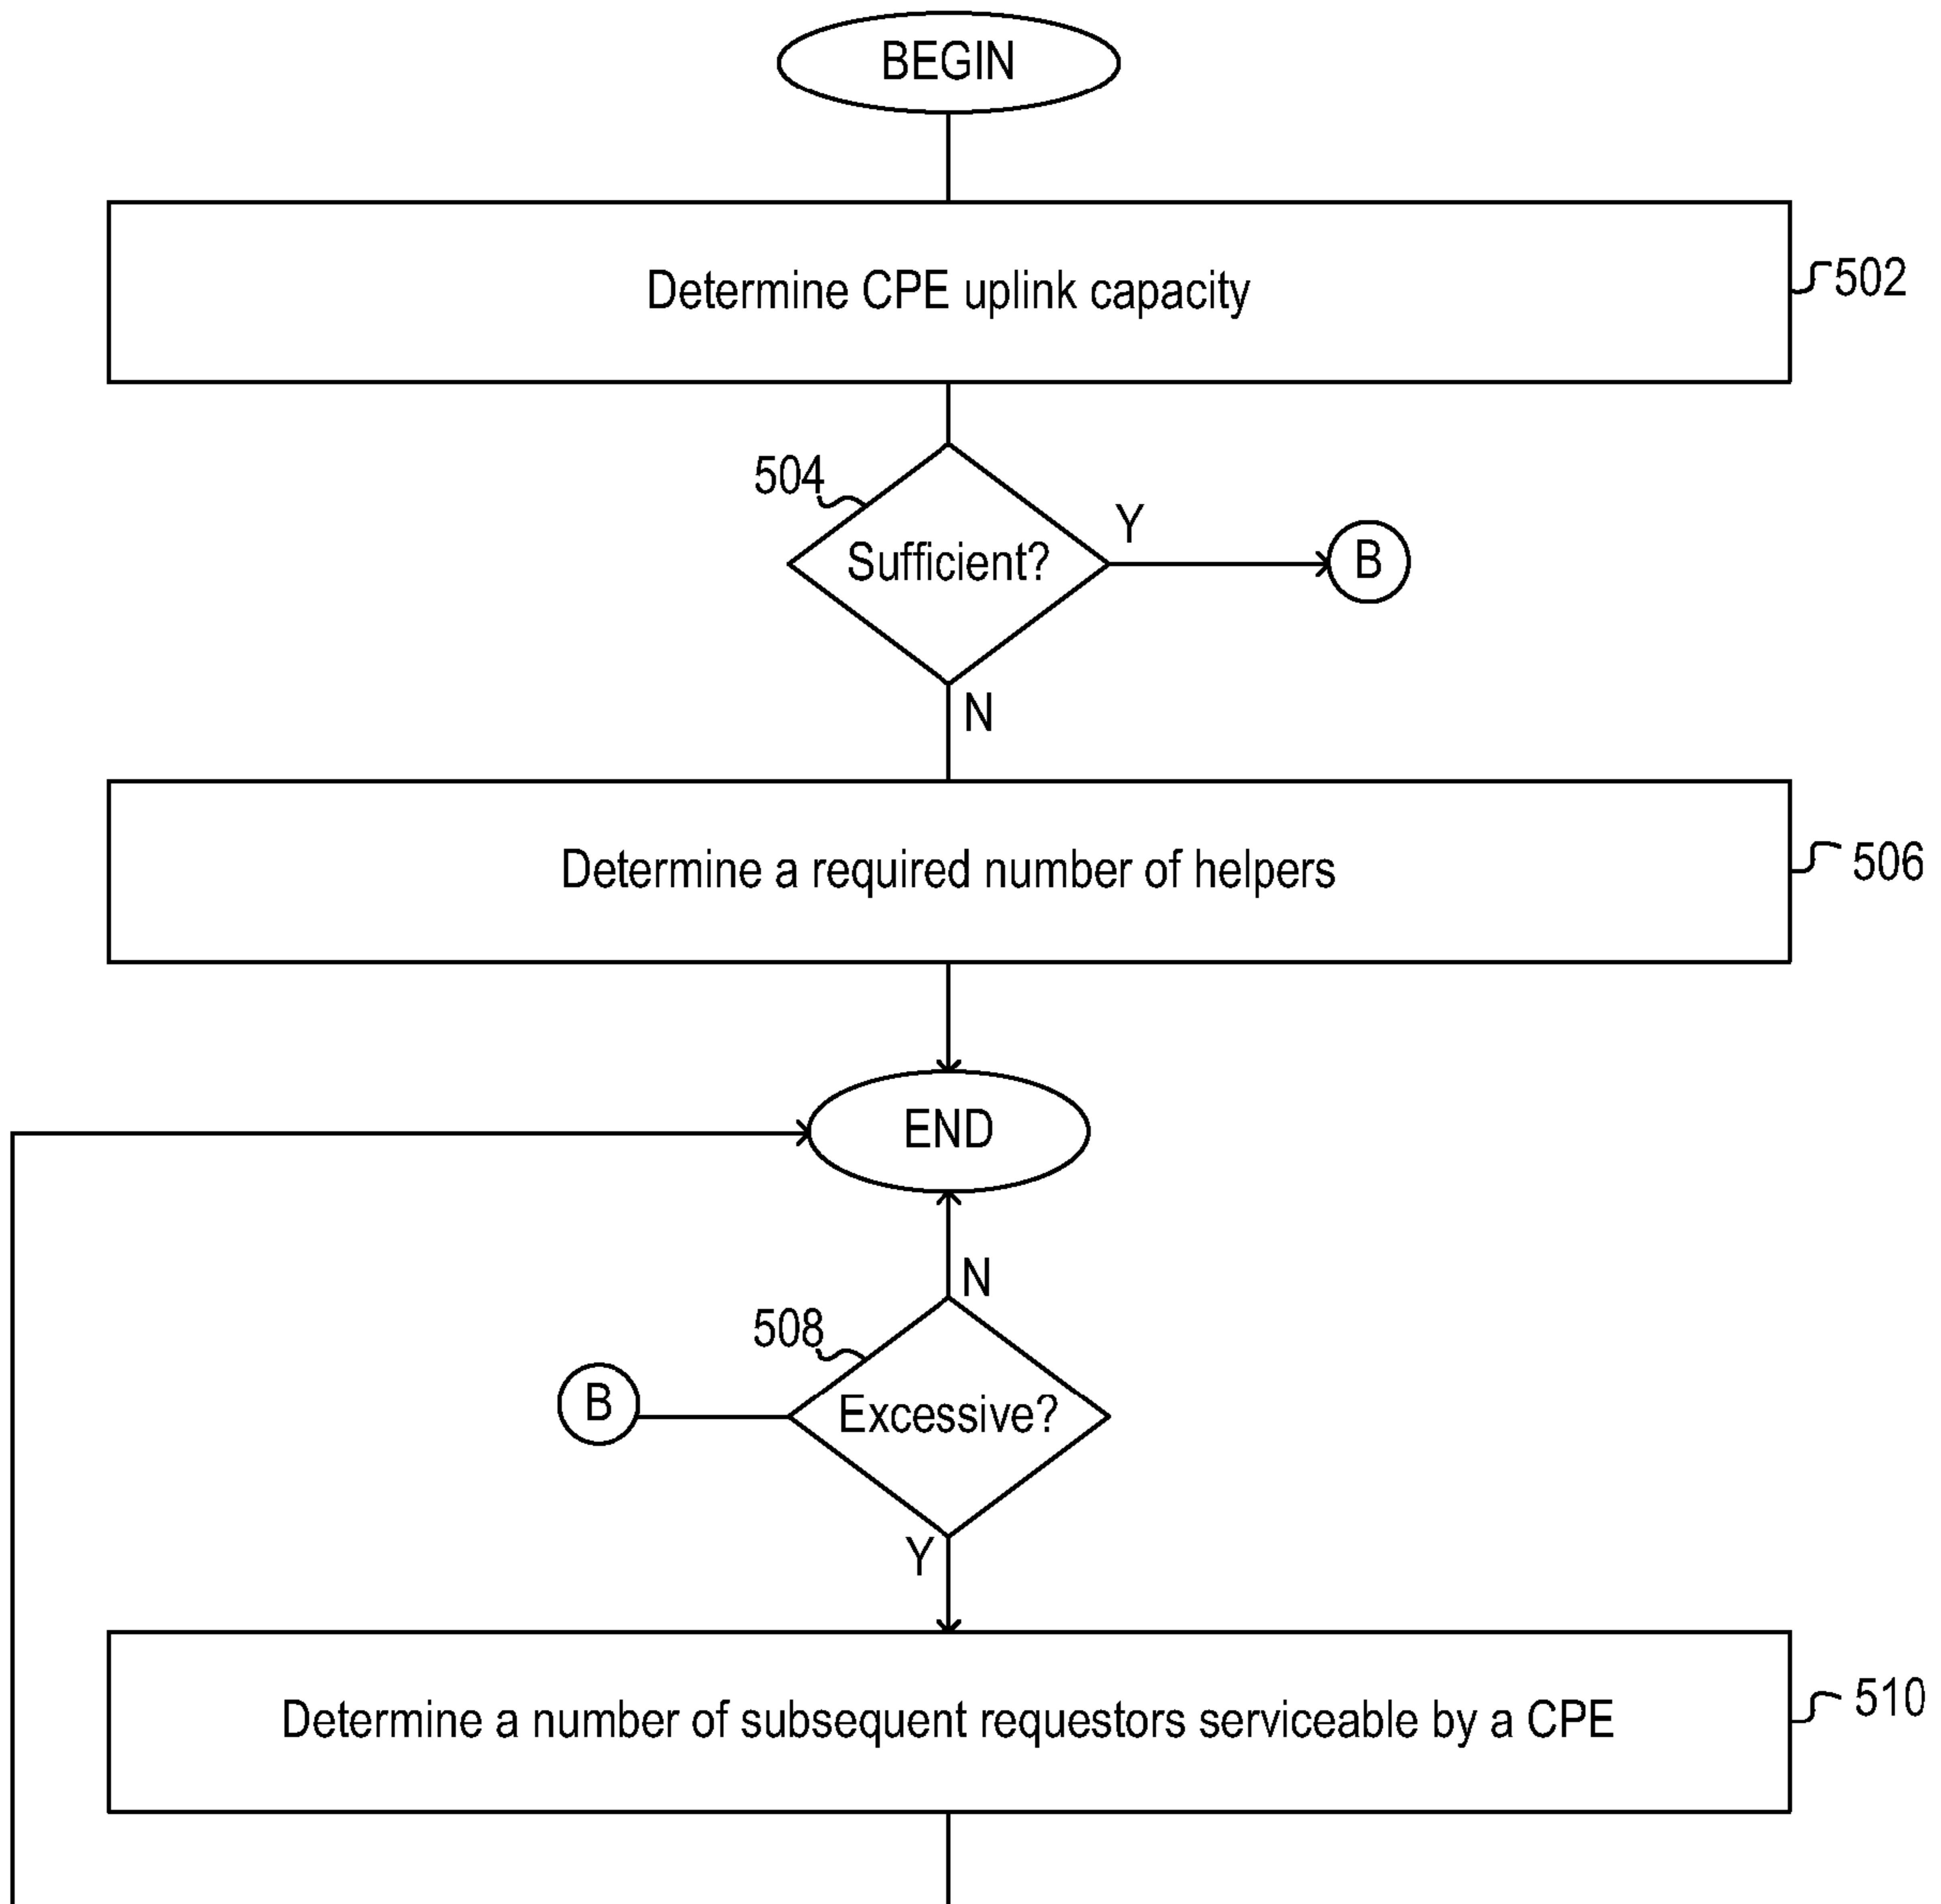 BEGIN
Determine CPE uplink capacity
502
504
Sufficient?
Y
B
N
Determine a required number of helpers
506
END
N
508
B
Excessive?
Y
Determine a number of subsequent requestors serviceable by a CPE
510